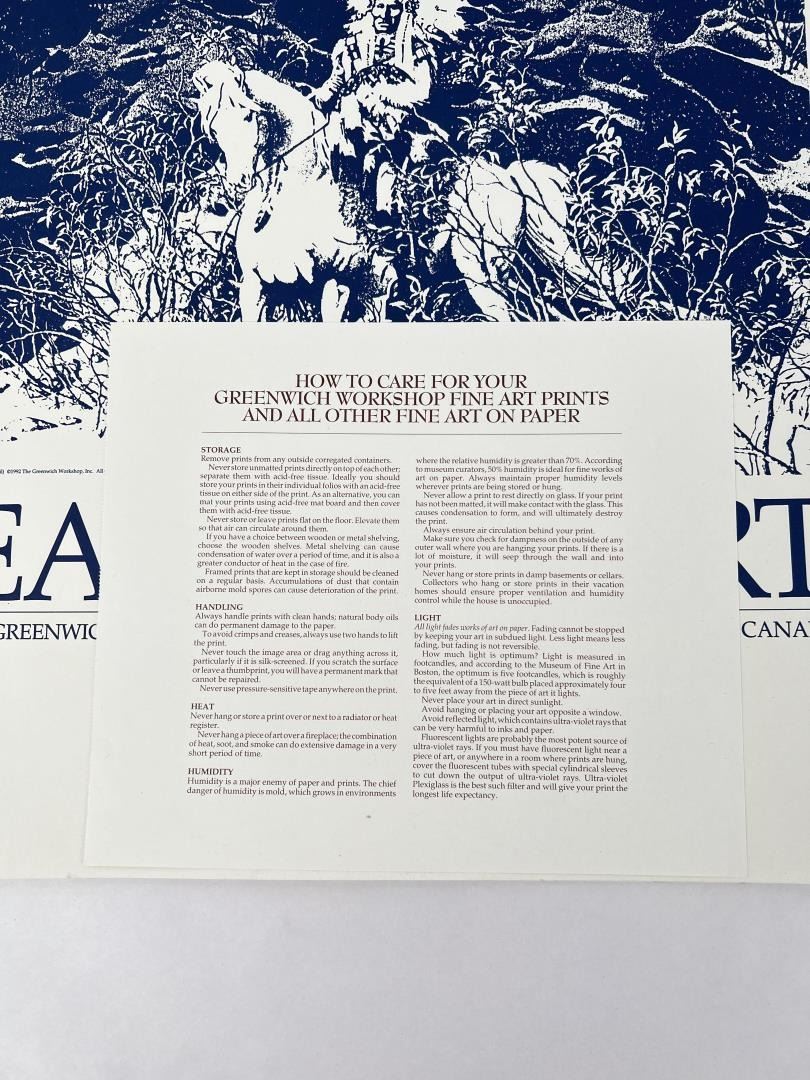 HOW TO CARE FOR YOUR
GREENWICH WORKSHOP FINE ART PRINTS
AND ALL OTHER FINE ART ON PAPER
STORAGE
Remove prints from any outside corregated containers.
Never store unmatted prints directly on top of each other;
separate them with acid-free tissue. Ideally you should
store your prints in their individual folios with an acid-free
tissue on either side of the print. As an alternative, you can
mat your prints using acid-free mat board and then cover
them with acid-free tissue.
Never store or leave prints flat on the floor. Elevate them
so that air can circulate around them.
If you have a choice between wooden or metal shelving,
choose the wooden shelves. Metal shelving can cause
condensation of water over a period of time, and it is also a
greater conductor of heat in the case of fire.
Framed prints that are kept in storage should be cleaned
on a regular basis. Accumulations of dust that contain
airborne mold spores can cause deterioration of the print.
HANDLING
Always handle prints with clean hands; natural body oils
can do permanent damage to the paper.
To avoid crimps and creases, always use two hands to lift
the print.
Never touch the image area or drag anything across it,
particularly if it is silk-screened. If you scratch the surface
or leave a thumbprint, you will have a permanent mark that
cannot be repaired.
Never use pressure-sensitive tape anywhere on the print.
HEAT
Never hang or store a print over or next to a radiator or heat
register.
Never hang a piece of art over a fireplace; the combination
of heat, soot, and smoke can do extensive damage in a very
short period of time.
HUMIDITY
Humidity is a major enemy of paper and prints. The chief
danger of humidity is mold, which grows in environments
where the relative humidity is greater than 70%. According
to museum curators, 50% humidity is ideal for fine works of
art on paper. Always maintain proper humidity levels
wherever prints are being stored or hung.
Never allow a print to rest directly on glass. If your print
has not been matted, it will make contact with the glass. This
causes condensation to form, and will ultimately destroy
the print.
Always ensure air circulation behind your print.
Make sure you check for dampness on the outside of any
outer wall where you are hanging your prints. If there is a
lot of moisture, it will seep through the wall and into
your prints.
Never hang or store prints in damp basements or cellars.
Collectors who hang or store prints in their vacation
homes should ensure proper ventilation and humidity
control while the house is unoccupied.
LIGHT
All light fades works of art on paper. Fading cannot be stopped
by keeping your art in subdued light. Less light means less
fading, but fading is not reversible.
How much light is optimum? Light is measured in
footcandles, and according to the Museum of Fine Art in
Boston, the optimum is five footcandles, which is roughly
the equivalent of a 150-watt bulb placed approximately four
to five feet away from the piece of art it lights.
Never place your art in direct sunlight.
Avoid hanging or placing your art opposite a window.
Avoid reflected light, which contains ultra-violet rays that
can be very harmful to inks and paper.
Fluorescent lights are probably the most potent source of
ultra-violet rays. If you must have fluorescent light near a
piece of art, or anywhere in a room where prints are hung,
cover the fluorescent tubes with special cylindrical sleeves
to cut down the output of ultra-violet rays. Ultra-violet
Plexiglass is the best such filter and will give your print the
longest life expectancy.
©1992 The Greenwich Workshop, Inc. All
EA
RT
GREENWIC
CANA